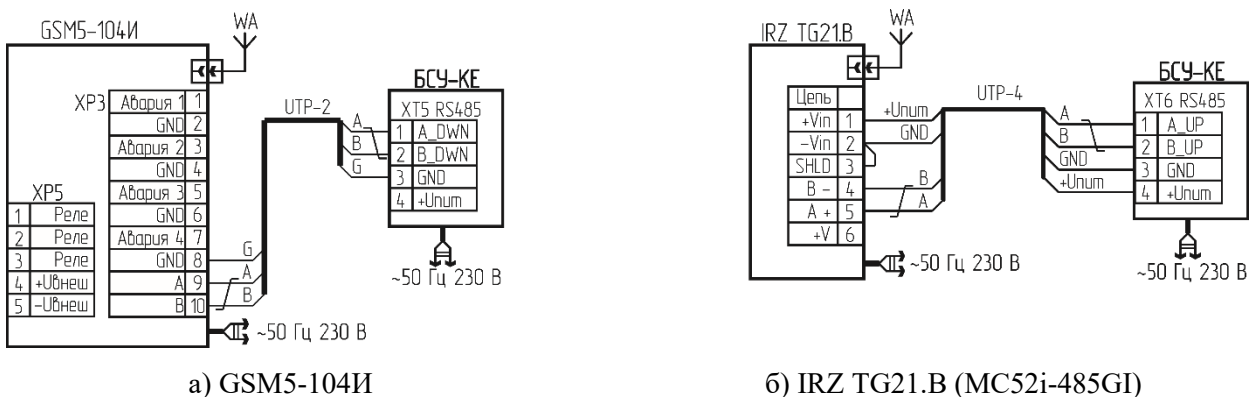 GSM5-104И
WA
XP3
Авария 1 1
GND 2
Авария 2 3
GND 4
Авария 3 5
GND 6
Авария 4 7
GND 8
A 9
B 10
XP5
1 Реле
2 Реле
3 Реле
4 +Uвнеш
5 -Uвнеш
G
A
B
~50 Гц 230 В
UTP-2
A
B
G
БСУ-КЕ
XT5 RS485
1 A_DWN
2 B_DWN
3 GND
4 +Uпит
~50 Гц 230 В
а) GSM5-104И
IRZ TG21.B
WA
Цепь
+Vin 1
-Vin 2
SHLD 3
B - 4
A + 5
+V 6
+Uпит
GND
B
A
~50 Гц 230 В
UTP-4
A
B
GND
+Uпит
БСУ-КЕ
XT6 RS485
1 A_UP
2 B_UP
3 GND
4 +Uпит
~50 Гц 230 В
б) IRZ TG21.B (MC52i-485GI)